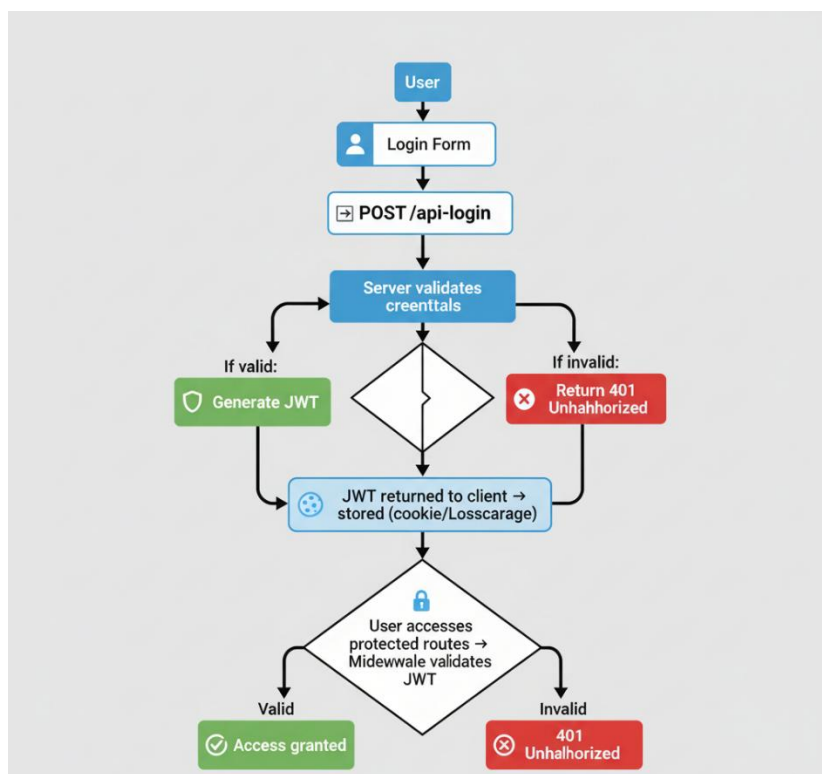 User
Login Form
POST /api-login
Server validates
creenttals
If valid:
If invalid:
Generate JWT
Return 401
Unhahhorized
JWT returned to client →
stored (cookie/Losscarage)
User accesses
protected routes →
Midewwale validates
JWT
Valid
Invalid
Access granted
401
Unhalhorized